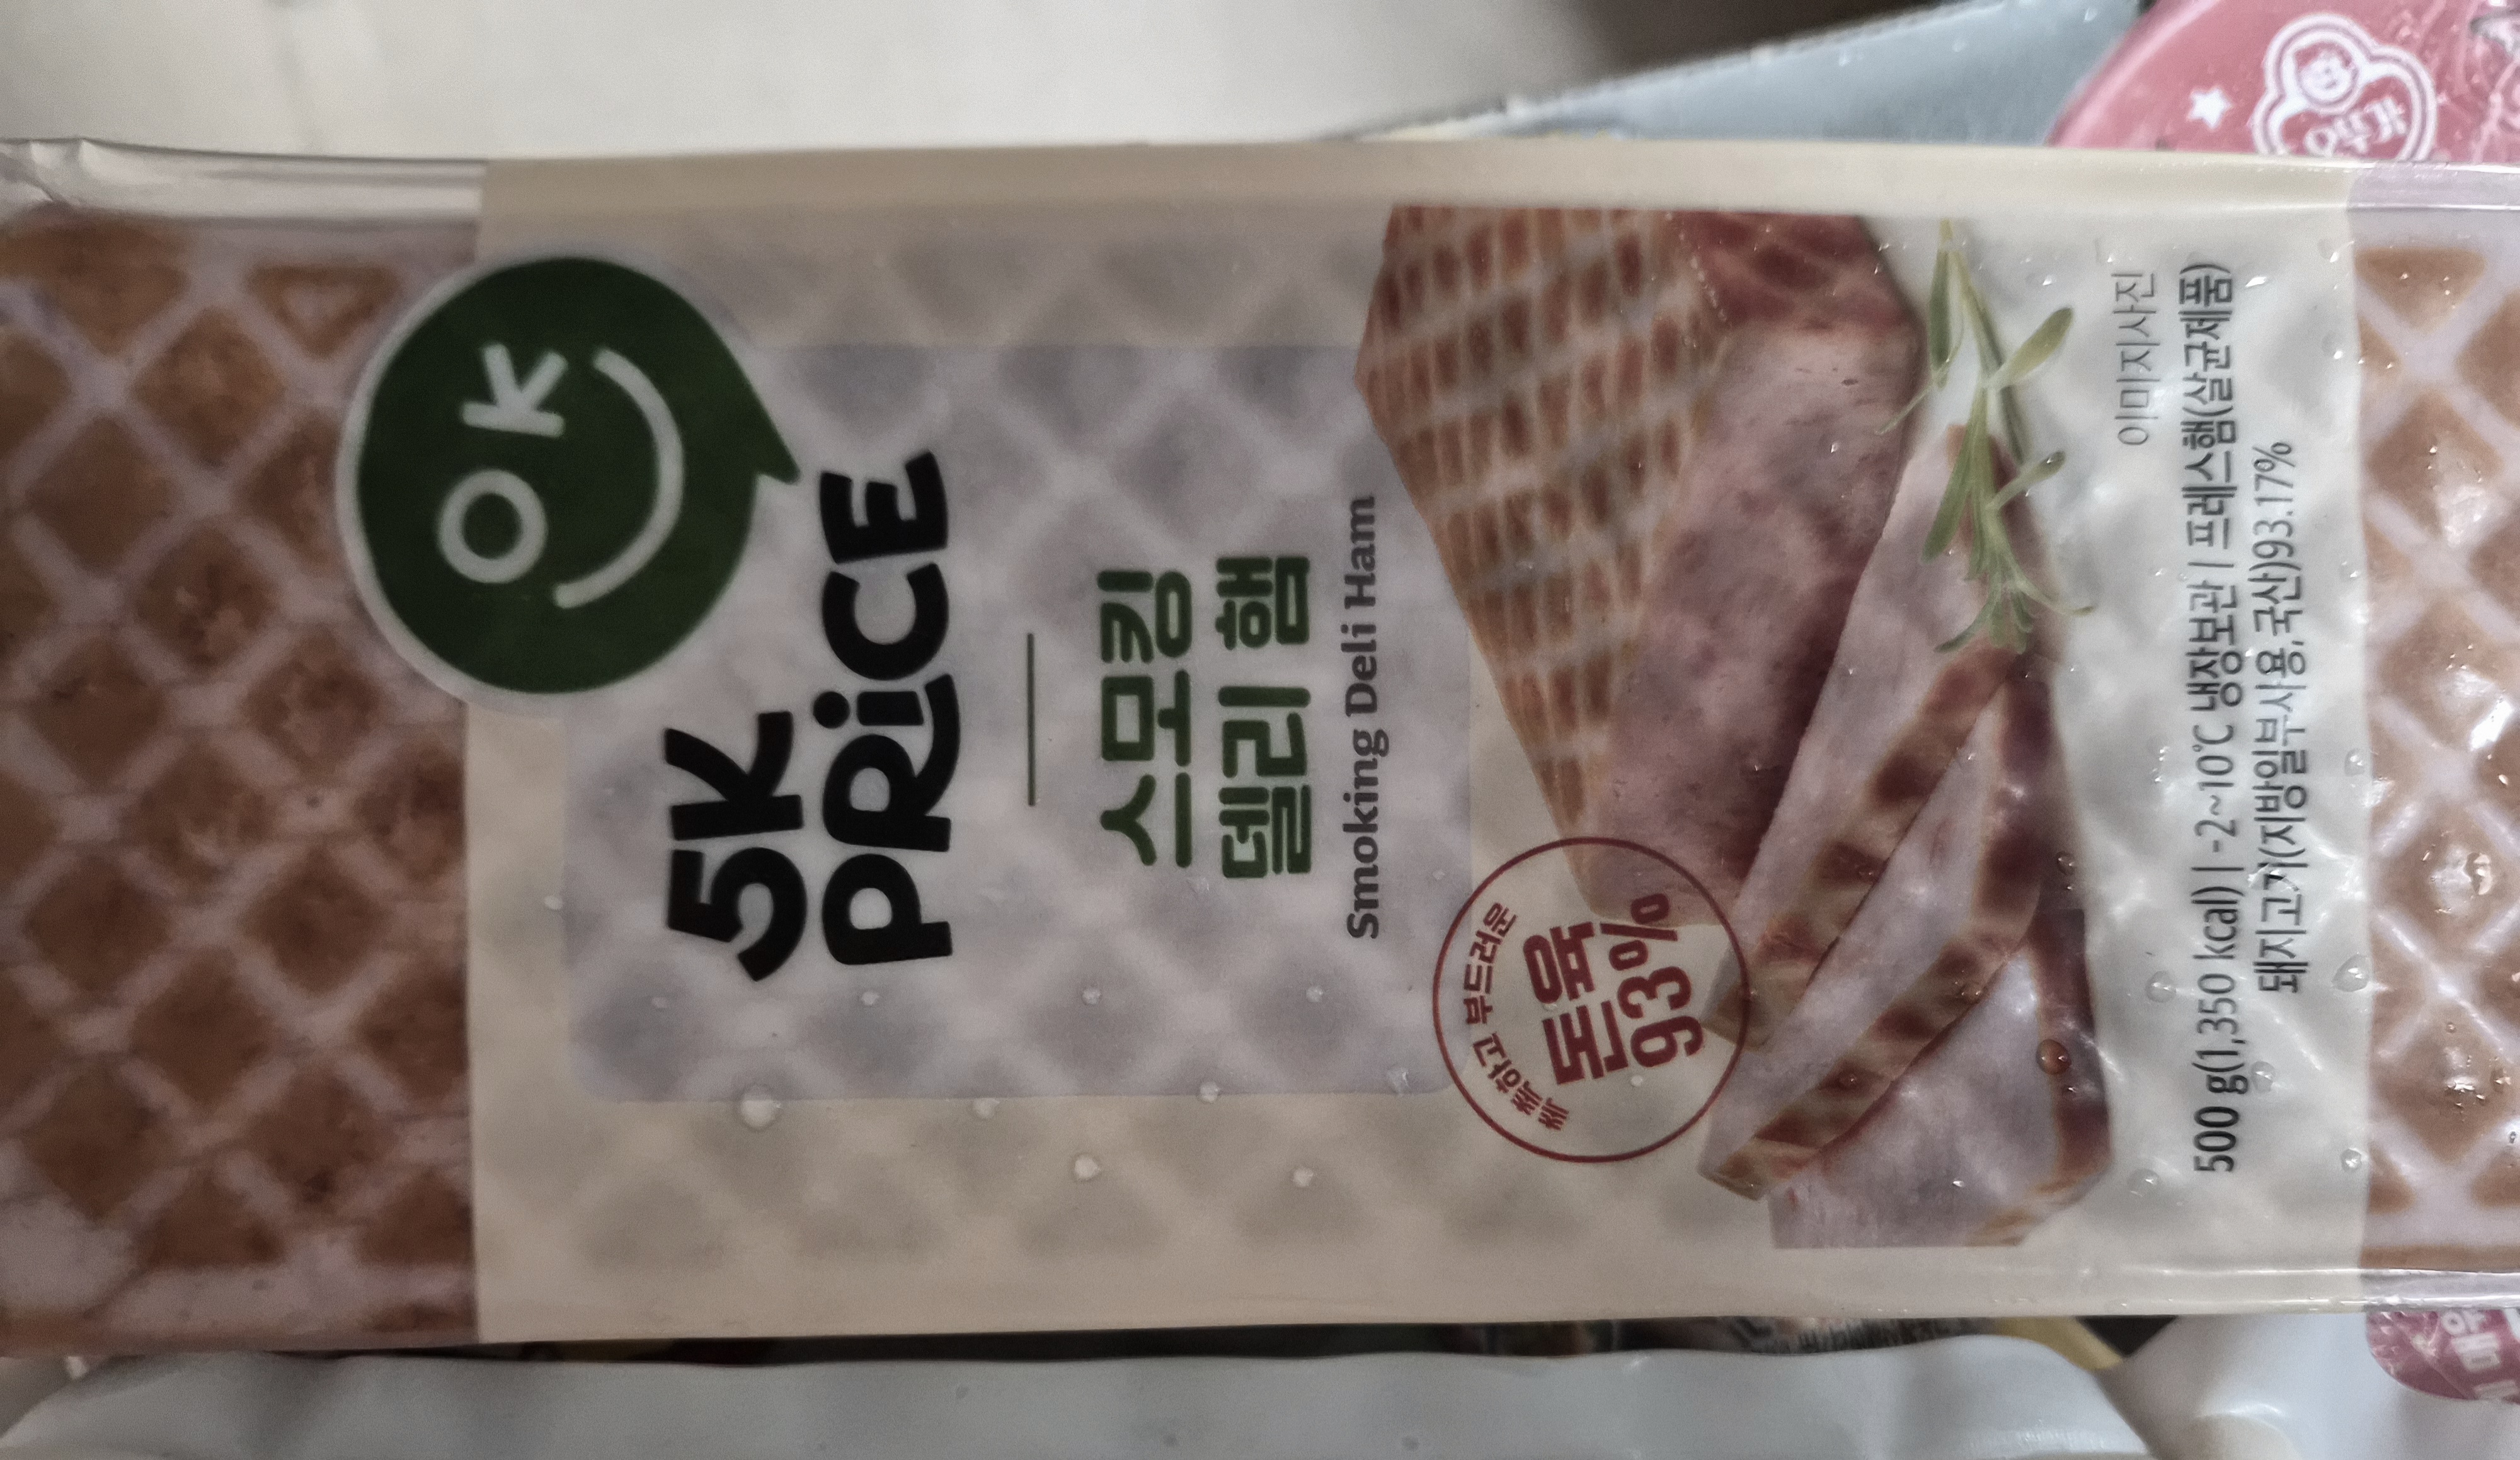 OK
5K
PRiCE
스모킹
델리 햄
Smoking Deli Ham
쫄깃하고 부드러운
돈육
93%
이미지사진
500 g(1,350 kcal) | -2~10℃ 냉장보관 | 프레스햄(살균제품)
돼지고기(지방일부사용,국산)93.17%